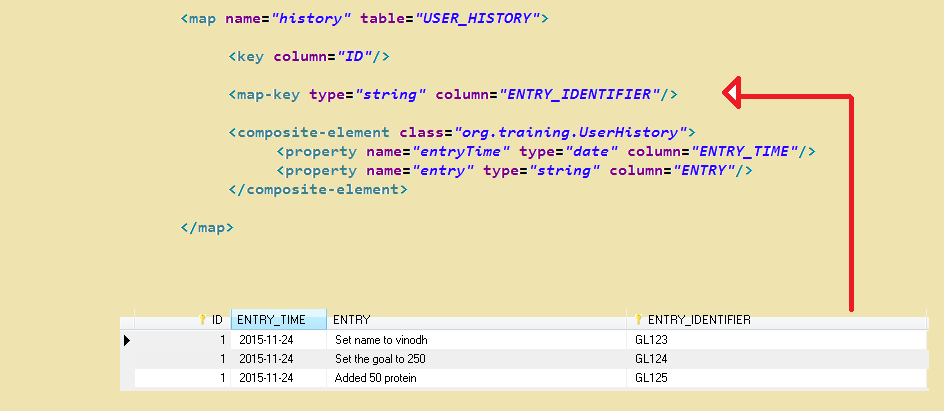 <map name="history" table="USER_HISTORY">
<key column="ID"/>
<map-key type="string" column="ENTRY_IDENTIFIER"/>
<composite-element class="org.training.UserHistory">
<property name="entryTime" type="date" column="ENTRY_TIME"/>
<property name="entry" type="string" column="ENTRY"/>
</composite-element>
</map>
ID ENTRY_TIME ENTRY ENTRY_IDENTIFIER
1 2015-11-24 Set name to vinodh GL123
1 2015-11-24 Set the goal to 250 GL124
1 2015-11-24 Added 50 protein GL125